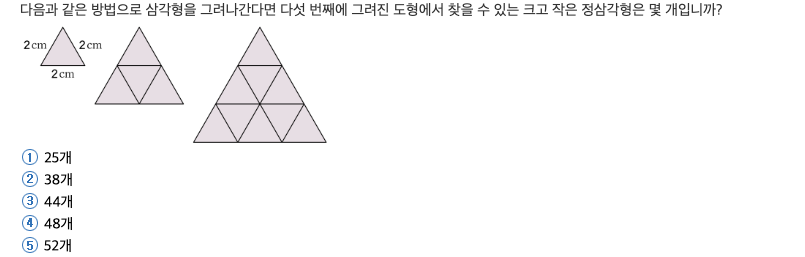 다음과 같은 방법으로 삼각형을 그려나간다면 다섯 번째에 그려진 도형에서 찾을 수 있는 크고 작은 정삼각형은 몇 개입니까?
2cm 2cm
2cm
① 25개
② 38개
③ 44개
④ 48개
⑤ 52개